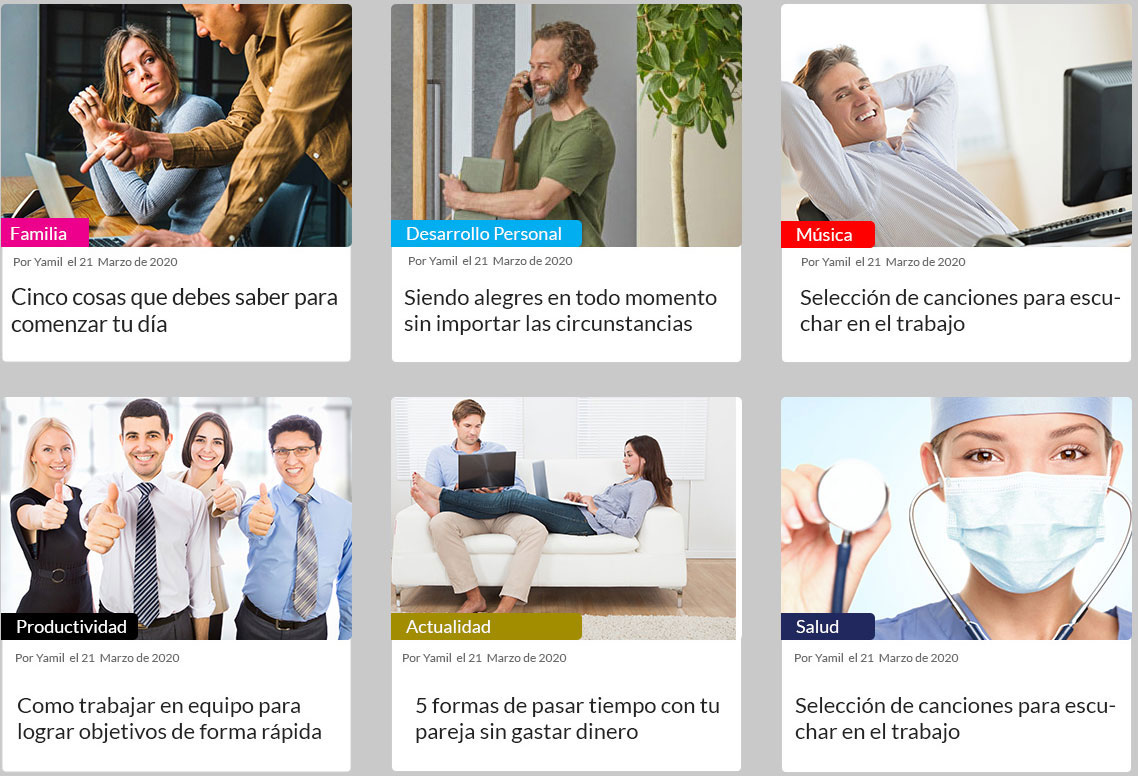 Familia
Por Yamil el 21 Marzo de 2020
Cinco cosas que debes saber para
comenzar tu día
Desarrollo Personal
Por Yamil el 21 Marzo de 2020
Siendo alegres en todo momento
sin importar las circunstancias
Música
Por Yamil el 21 Marzo de 2020
Selección de canciones para escu-
char en el trabajo
Productividad
Por Yamil el 21 Marzo de 2020
Como trabajar en equipo para
lograr objetivos de forma rápida
Actualidad
Por Yamil el 21 Marzo de 2020
5 formas de pasar tiempo con tu
pareja sin gastar dinero
Salud
Por Yamil el 21 Marzo de 2020
Selección de canciones para escu-
char en el trabajo